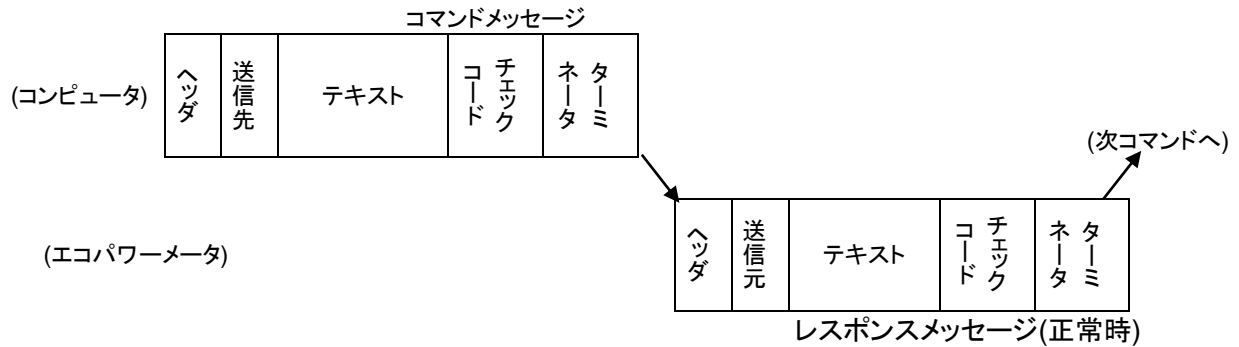 コマンドメッセージ
(コンピュータ)
ヘッダ
送信先
テキスト
チェック
コード
ターミ
ネータ
(次コマンドへ)
(エコパワーメータ)
ヘッダ
送信元
テキスト
チェック
コード
ターミ
ネータ
レスポンスメッセージ(正常時)